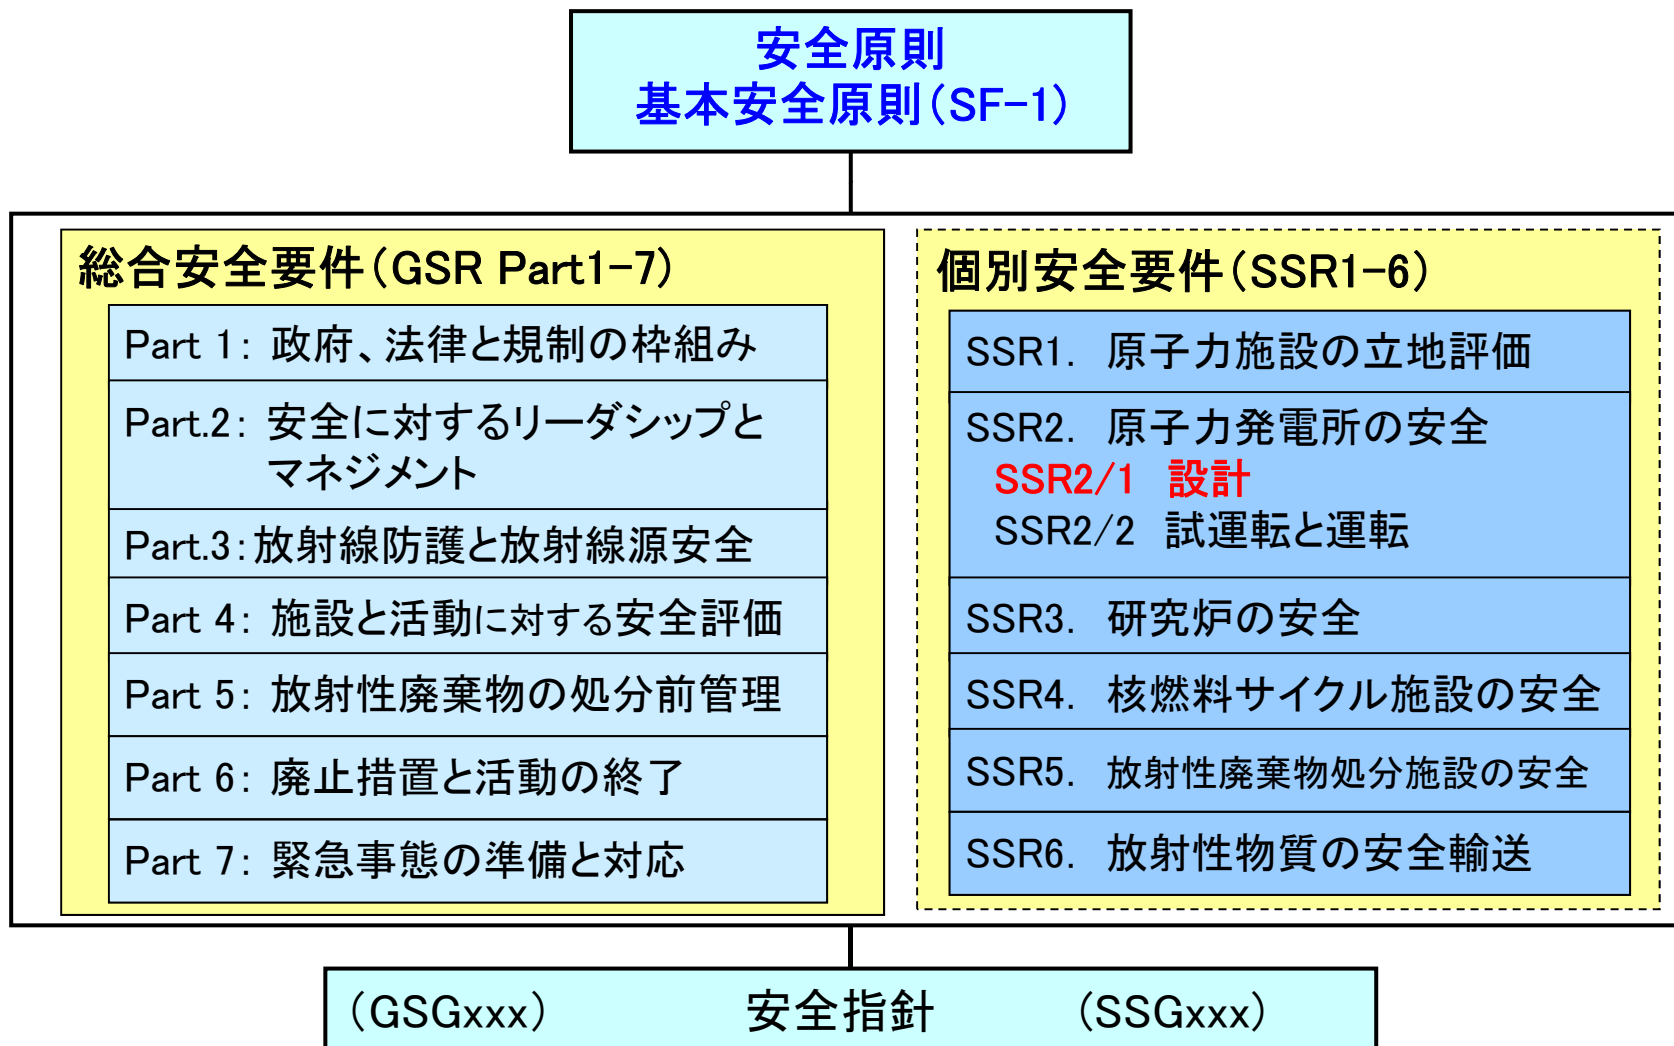 安全原則
基本安全原則(SF-1)
総合安全要件(GSR Part1-7)
Part 1: 政府、法律と規制の枠組み
Part.2: 安全に対するリーダシップと
マネジメント
Part.3:放射線防護と放射線源安全
Part 4: 施設と活動に対する安全評価
Part 5: 放射性廃棄物の処分前管理
Part 6: 廃止措置と活動の終了
Part 7: 緊急事態の準備と対応
個別安全要件(SSR1-6)
SSR1. 原子力施設の立地評価
SSR2. 原子力発電所の安全
SSR2/1 設計
SSR2/2 試運転と運転
SSR3. 研究炉の安全
SSR4. 核燃料サイクル施設の安全
SSR5. 放射性廃棄物処分施設の安全
SSR6. 放射性物質の安全輸送
(GSGxxx) 安全指針 (SSGxxx)